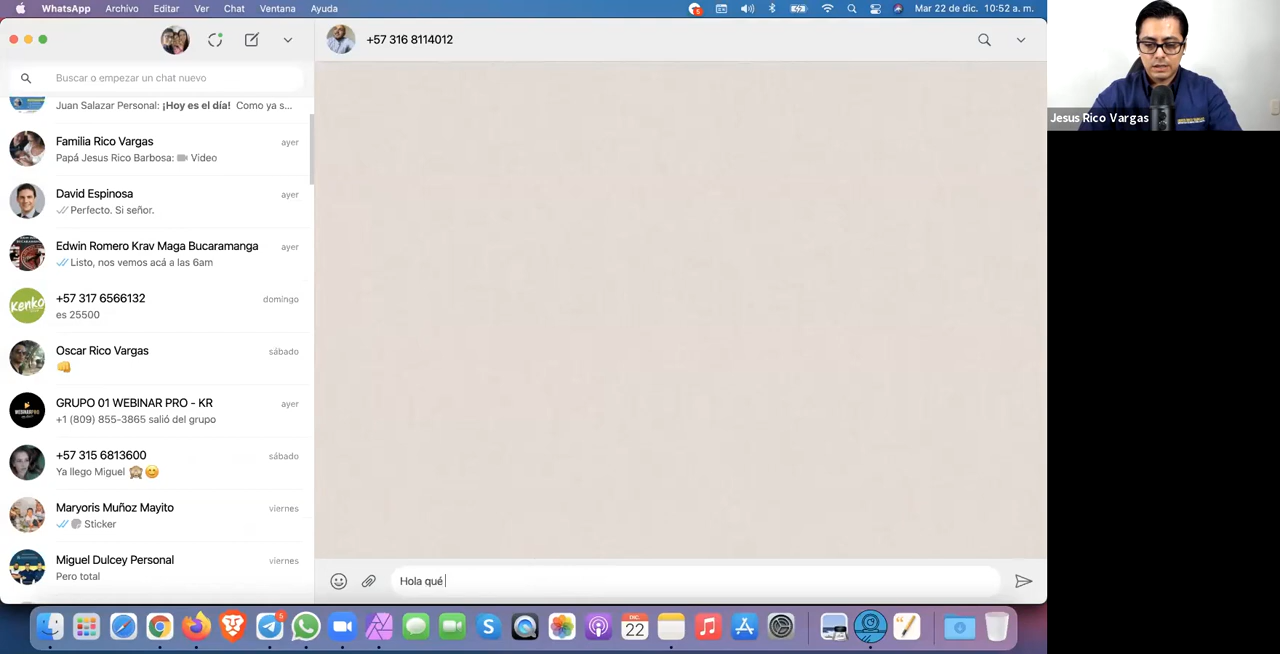 WhatsApp Archivo Editar Ver Chat Ventana Ayuda
Mar 22 de dic. 10:52 a. m.
+57 316 8114012
Buscar o empezar un chat nuevo
Juan Salazar Personal: ¡Hoy es el día! Como ya s...
Familia Rico Vargas ayer
Papá Jesus Rico Barbosa: Video
David Espinosa ayer
Perfecto. Si señor.
Edwin Romero Krav Maga Bucaramanga ayer
Listo, nos vemos acá a las 6am
kenko
+57 317 6566132 domingo
es 25500
Oscar Rico Vargas sábado
👊
GRUPO 01 WEBINAR PRO - KR ayer
+1 (809) 855-3865 salió del grupo
+57 315 6813600 sábado
Ya llego Miguel 🙈😊
Maryoris Muñoz Mayito viernes
Sticker
Miguel Dulcey Personal viernes
Pero total
Hola qué
DIC.
22
Jesus Rico Vargas